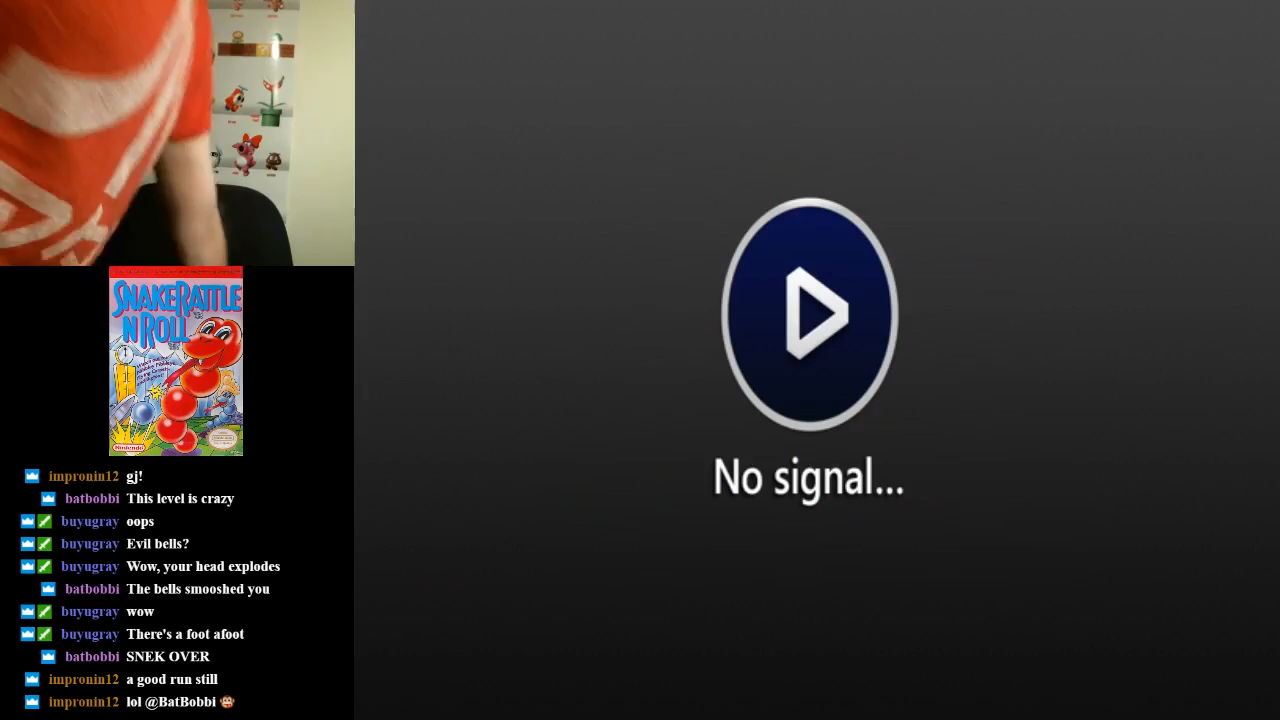 SNAKE RATTLE
N ROLL
Nintendo
No signal...
impronin12 gj!
batbobbi This level is crazy
buyugray oops
buyugray Evil bells?
buyugray Wow, your head explodes
batbobbi The bells smooshed you
buyugray wow
buyugray There's a foot afoot
batbobbi SNEK OVER
impronin12 a good run still
impronin12 lol @BatBobbi 🐵